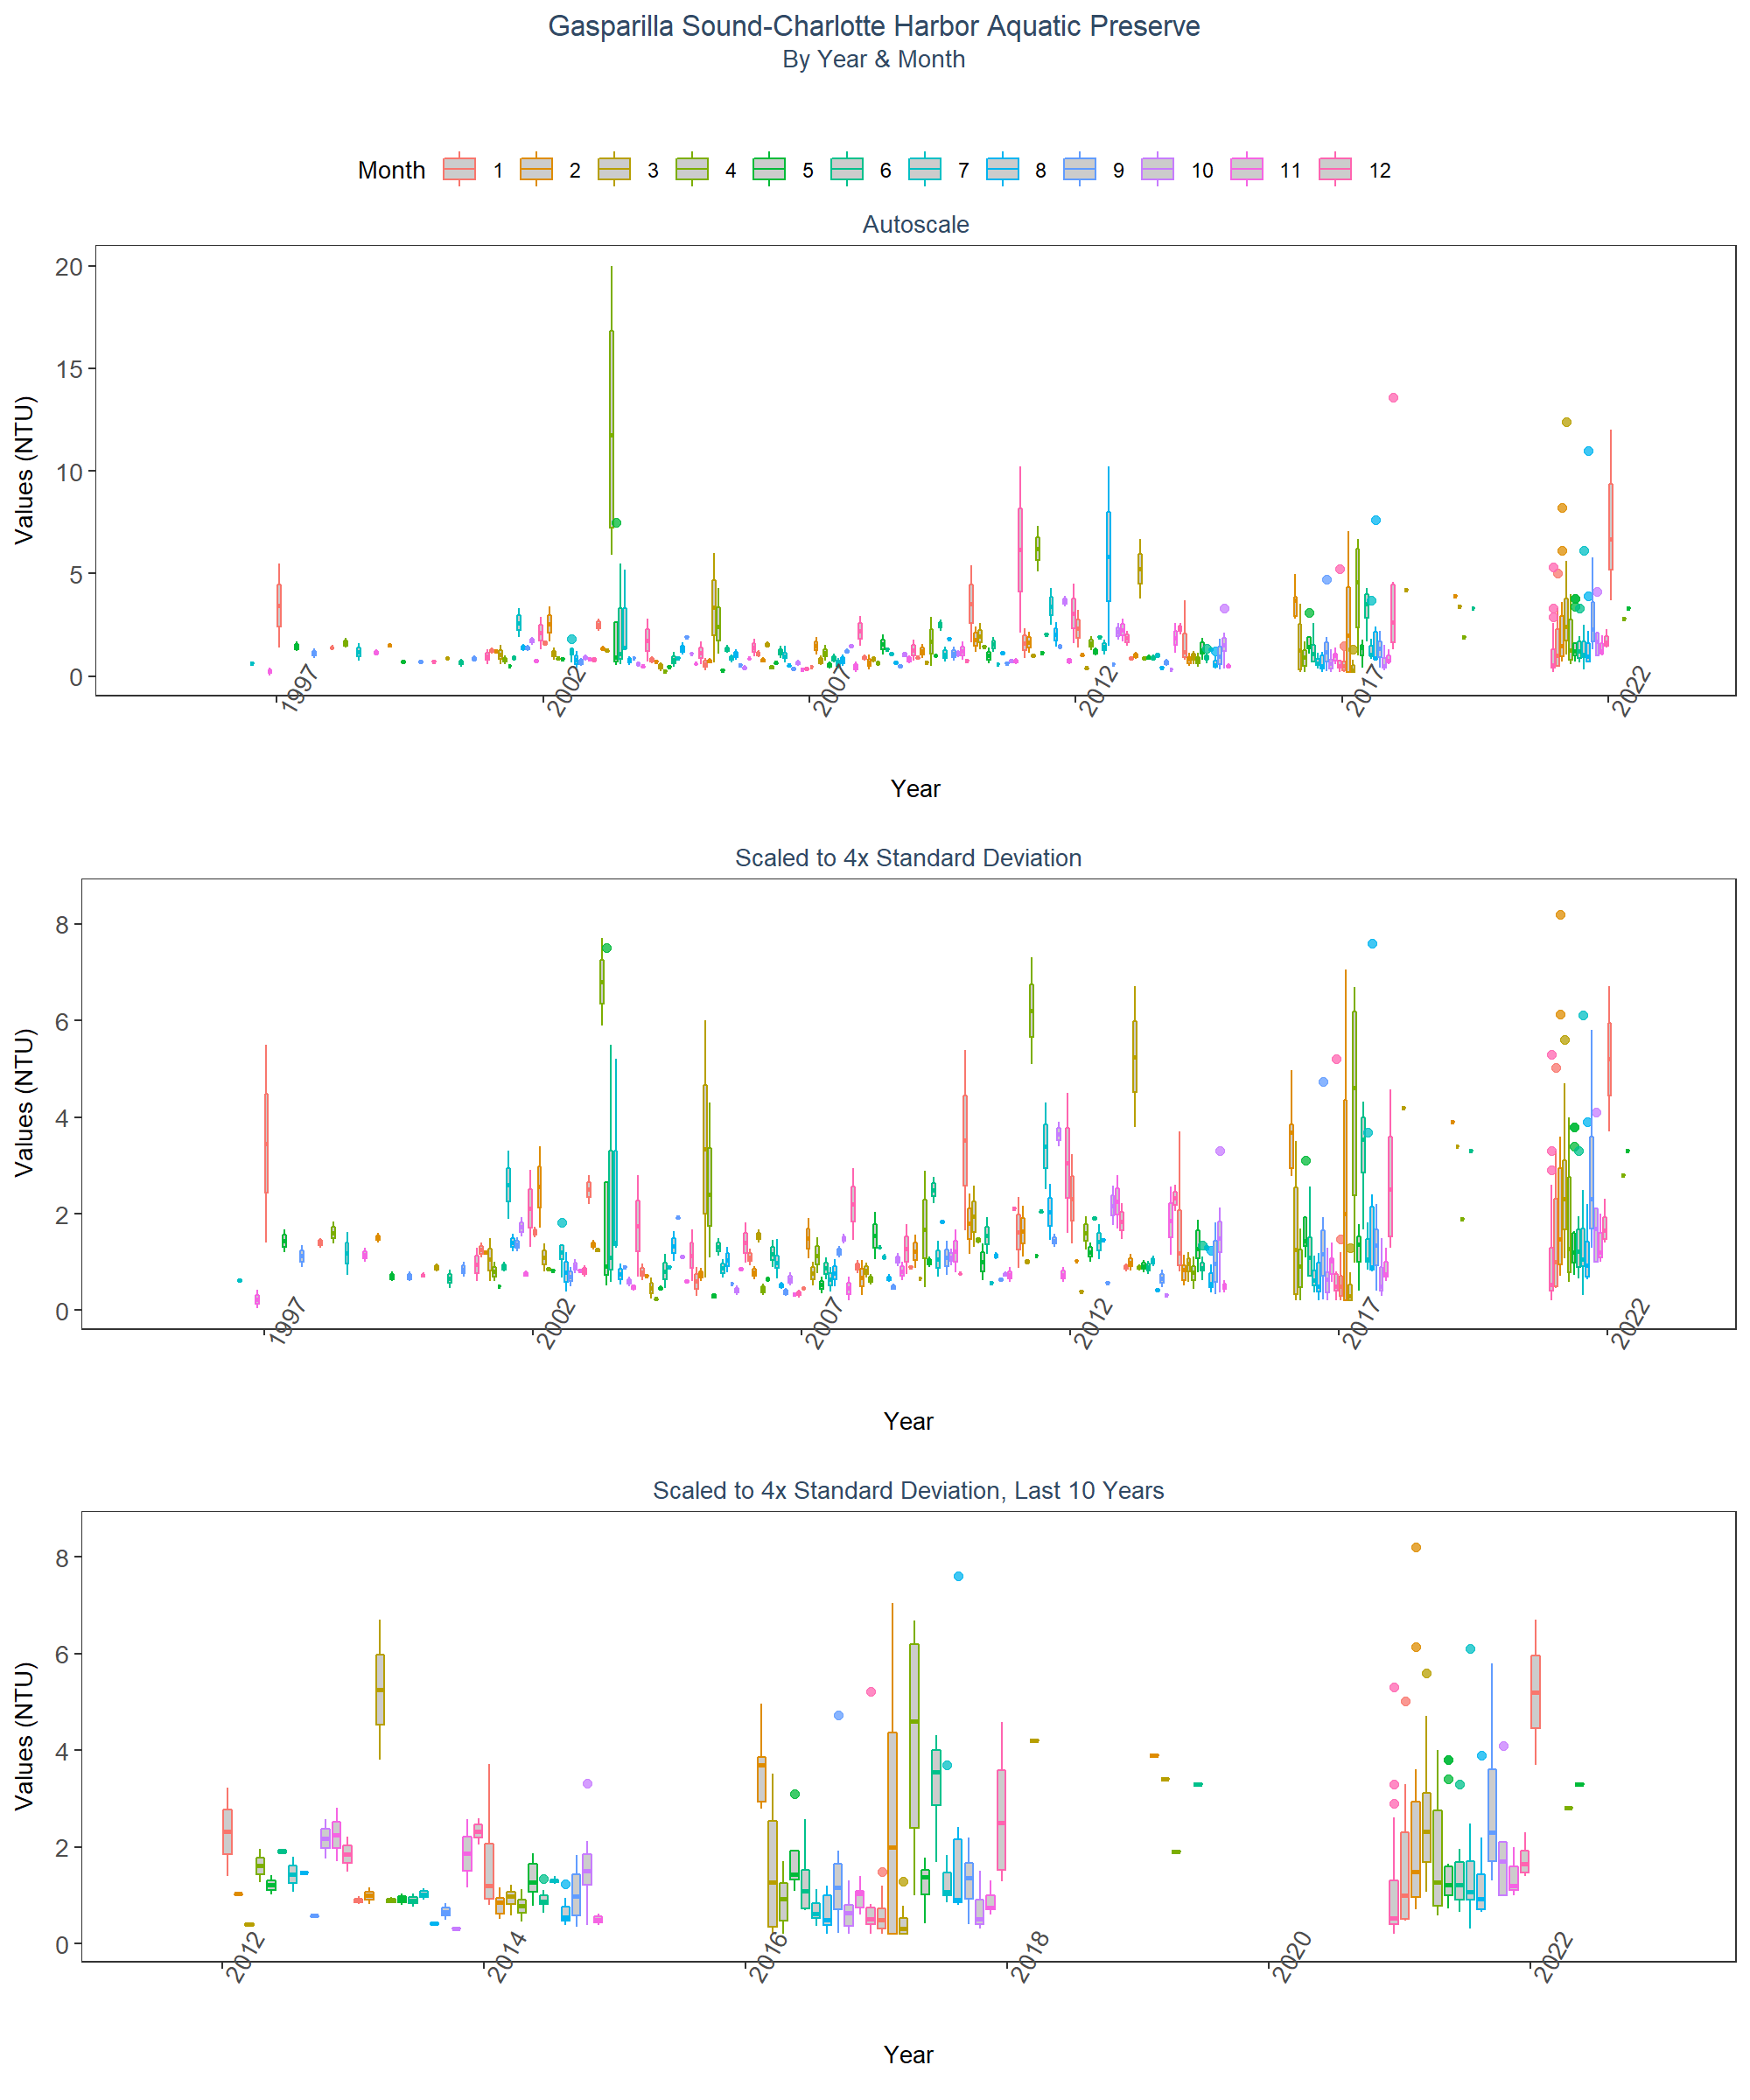 Gasparilla Sound-Charlotte Harbor Aquatic Preserve
By Year & Month
Month 1 2 3 4 5 6 7 8 9 10 11 12
Autoscale
Values (NTU)
20
15
10
5
0
1997 2002 2007 2012 2017 2022
Year
Scaled to 4x Standard Deviation
Values (NTU)
8
6
4
2
0
1997 2002 2007 2012 2017 2022
Year
Scaled to 4x Standard Deviation, Last 10 Years
Values (NTU)
8
6
4
2
0
2012 2014 2016 2018 2020 2022
Year